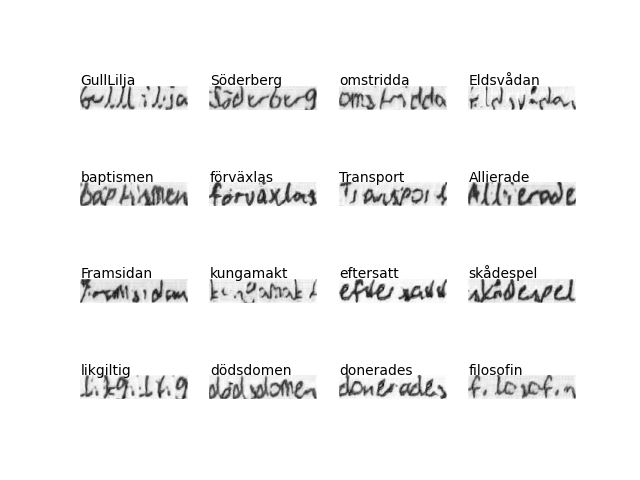 GullLilja Söderberg omstridda Eldsvådan
Gullilja Söderberg omstridda Eldsvådan
baptismen förväxlas Transport Allierade
baptismen förväxlas Transport Allierade
Framsidan kungamakt eftersatt skådespel
Framsidan kungamakt eftersatt skådespel
likgiltig dödsdomen donerades filosofin
likgiltig dödsdomen donerades filosofin